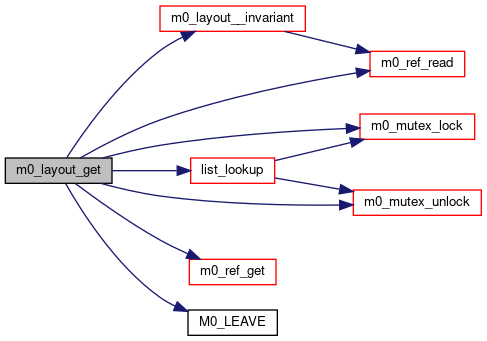 m0_layout__invariant
m0_ref_read
m0_mutex_lock
m0_layout_get
list_lookup
m0_mutex_unlock
m0_ref_get
M0_LEAVE